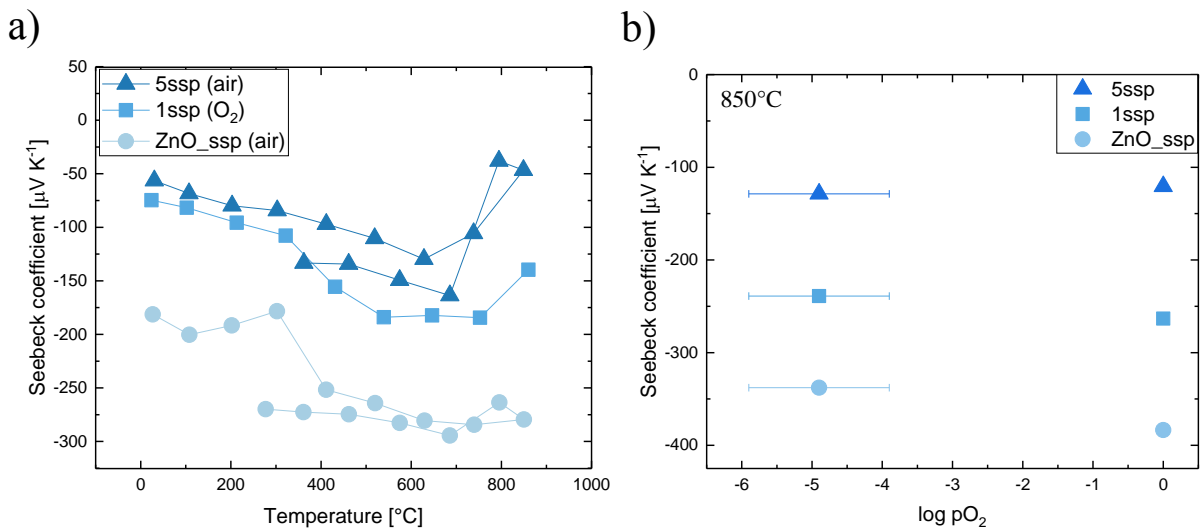 a)
50
0
-50
-100
-150
-200
-250
-300
Seebeck coefficient [μV K⁻¹]
5ssp (air)
1ssp (O₂)
ZnO_ssp (air)
0 200 400 600 800 1000
Temperature [°C]
b)
0
-100
-200
-300
-400
Seebeck coefficient [μV K⁻¹]
850°C
5ssp
1ssp
ZnO_ssp
-6 -5 -4 -3 -2 -1 0
log pO₂